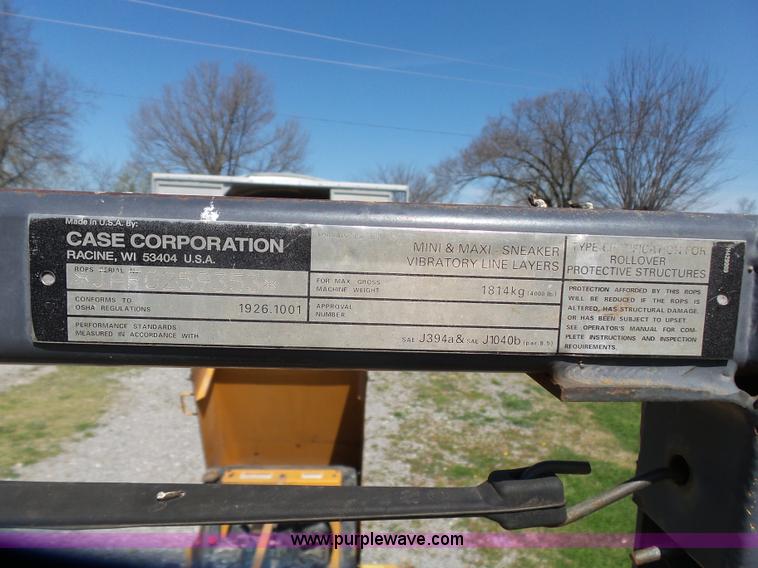 Made in U.S.A. By:
CASE CORPORATION
RACINE, WI 53404 U.S.A.
ROPS SERIAL
CONFORMS TO
OSHA REGULATIONS
1926.1001
PERFORMANCE STANDARDS
MEASURED IN ACCORDANCE WITH
SAE J394a & SAE J1040b (par 8.5)
MINI & MAXI - SNEAKER
VIBRATORY LINE LAYERS
FOR MAX. GROSS
MACHINE WEIGHT
1814kg (4000 lb)
APPROVAL
NUMBER
TYPE CERTIFICATION FOR
ROLLOVER
PROTECTIVE STRUCTURES
PROTECTION AFFORDED BY THIS ROPS
WILL BE REDUCED IF THE ROPS IS
ALTERED, HAS STRUCTURAL DAMAGE,
OR HAS BEEN SUBJECT TO UPSET.
SEE OPERATOR'S MANUAL FOR COM-
PLETE INSTRUCTIONS AND INSPECTION
REQUIREMENTS.
www.purplewave.com